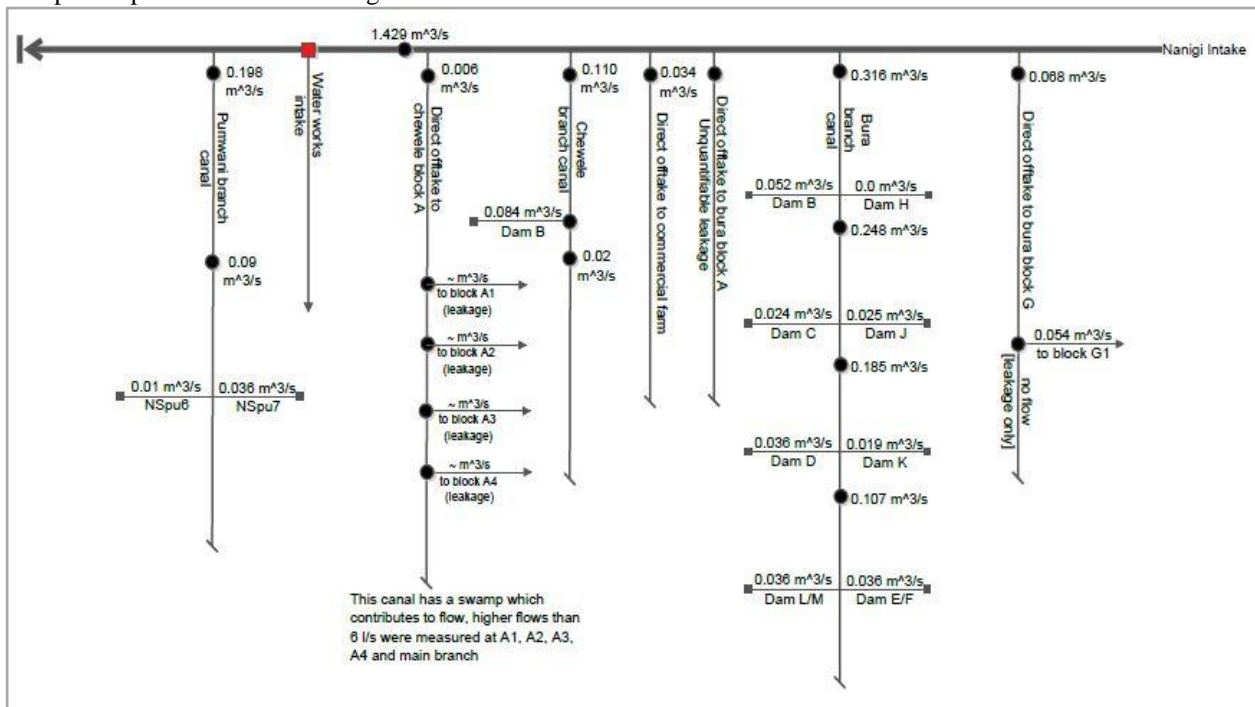 1.429 m^3/s
Nanigi Intake
0.198
m^3/s
Pumwani branch
canal
0.09
m^3/s
0.01 m^3/s
NSpu6
0.036 m^3/s
NSpu7
Water works
intake
0.006
m^3/s
Direct offtake to
chewele block A
~ m^3/s
to block A1
(leakage)
~ m^3/s
to block A2
(leakage)
~ m^3/s
to block A3
(leakage)
~ m^3/s
to block A4
(leakage)
This canal has a swamp which
contributes to flow, higher flows than
6 l/s were measured at A1, A2, A3,
A4 and main branch
0.110
m^3/s
Chewele
branch canal
0.084 m^3/s
Dam B
0.02
m^3/s
0.034
m^3/s
Direct offtake to commercial farm
Direct offtake to bura block A
Unquantifiable leakage
0.316 m^3/s
Bura
branch
canal
0.052 m^3/s
Dam B
0.0 m^3/s
Dam H
0.248 m^3/s
0.024 m^3/s
Dam C
0.025 m^3/s
Dam J
0.185 m^3/s
0.036 m^3/s
Dam D
0.019 m^3/s
Dam K
0.107 m^3/s
0.036 m^3/s
Dam L/M
0.036 m^3/s
Dam E/F
0.068 m^3/s
Direct offtake to bura block G
0.054 m^3/s
to block G1
no flow
[leakage only]